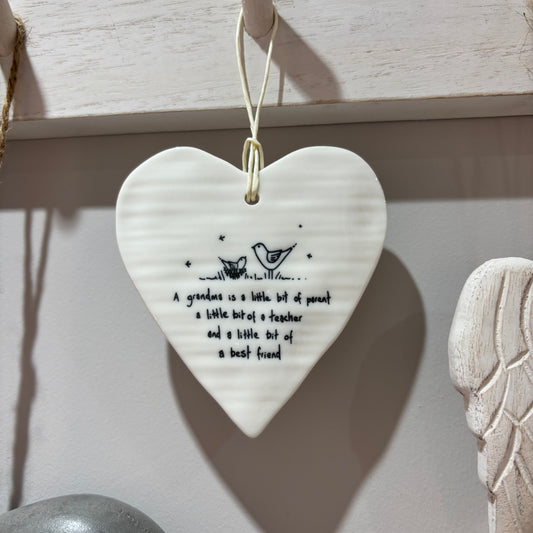 A grandma is a little bit of parent
a little bit of a teacher
and a little bit of
a best friend